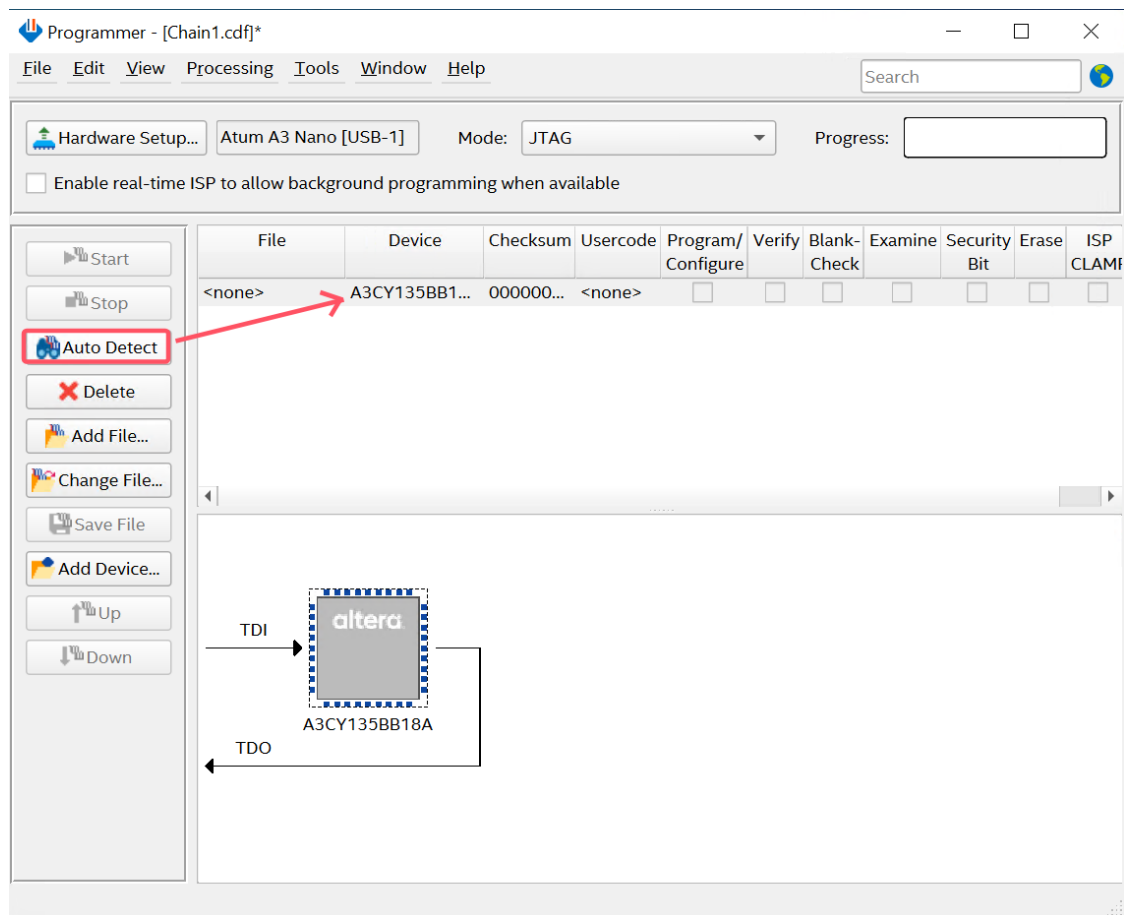 Programmer - [Chain1.cdf]*
File Edit View Processing Tools Window Help
Search
Hardware Setup... Atum A3 Nano [USB-1] Mode: JTAG Progress:
Enable real-time ISP to allow background programming when available
File Device Checksum Usercode Program/ Configure Verify Blank- Check Examine Security Bit Erase ISP CLAMP
<none> A3CY135BB1... 000000... <none>
Start
Stop
Auto Detect
Delete
Add File...
Change File...
Save File
Add Device...
Up
Down
altera
TDI
A3CY135BB18A
TDO